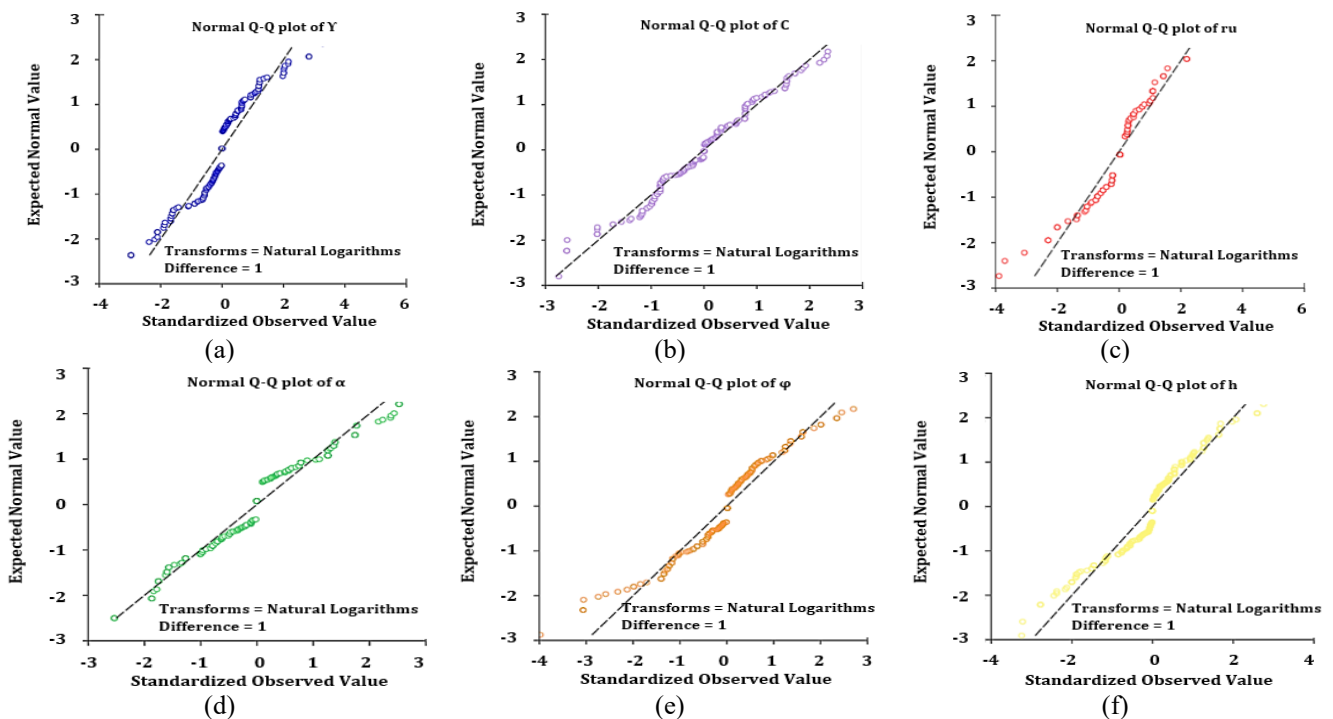 Normal Q-Q plot of Y
Expected Normal Value
3
2
1
0
-1
-2
-3
Transforms = Natural Logarithms
Difference = 1
-4 -2 0 2 4 6
Standardized Observed Value
(a)
Normal Q-Q plot of C
Expected Normal Value
3
2
1
0
-1
-2
-3
Transforms = Natural Logarithms
Difference = 1
-3 -2 -1 0 1 2 3
Standardized Observed Value
(b)
Normal Q-Q plot of ru
Expected Normal Value
3
2
1
0
-1
-2
-3
Transforms = Natural Logarithms
Difference = 1
-4 -2 0 2 4 6
Standardized Observed Value
(c)
Normal Q-Q plot of α
Expected Normal Value
3
2
1
0
-1
-2
-3
Transforms = Natural Logarithms
Difference = 1
-3 -2 -1 0 1 2 3
Standardized Observed Value
(d)
Normal Q-Q plot of φ
Expected Normal Value
3
2
1
0
-1
-2
-3
Transforms = Natural Logarithms
Difference = 1
-4 -3 -2 -1 0 1 2 3
Standardized Observed Value
(e)
Normal Q-Q plot of h
Expected Normal Value
3
2
1
0
-1
-2
-3
Transforms = Natural Logarithms
Difference = 1
-4 -2 0 2 4
Standardized Observed Value
(f)